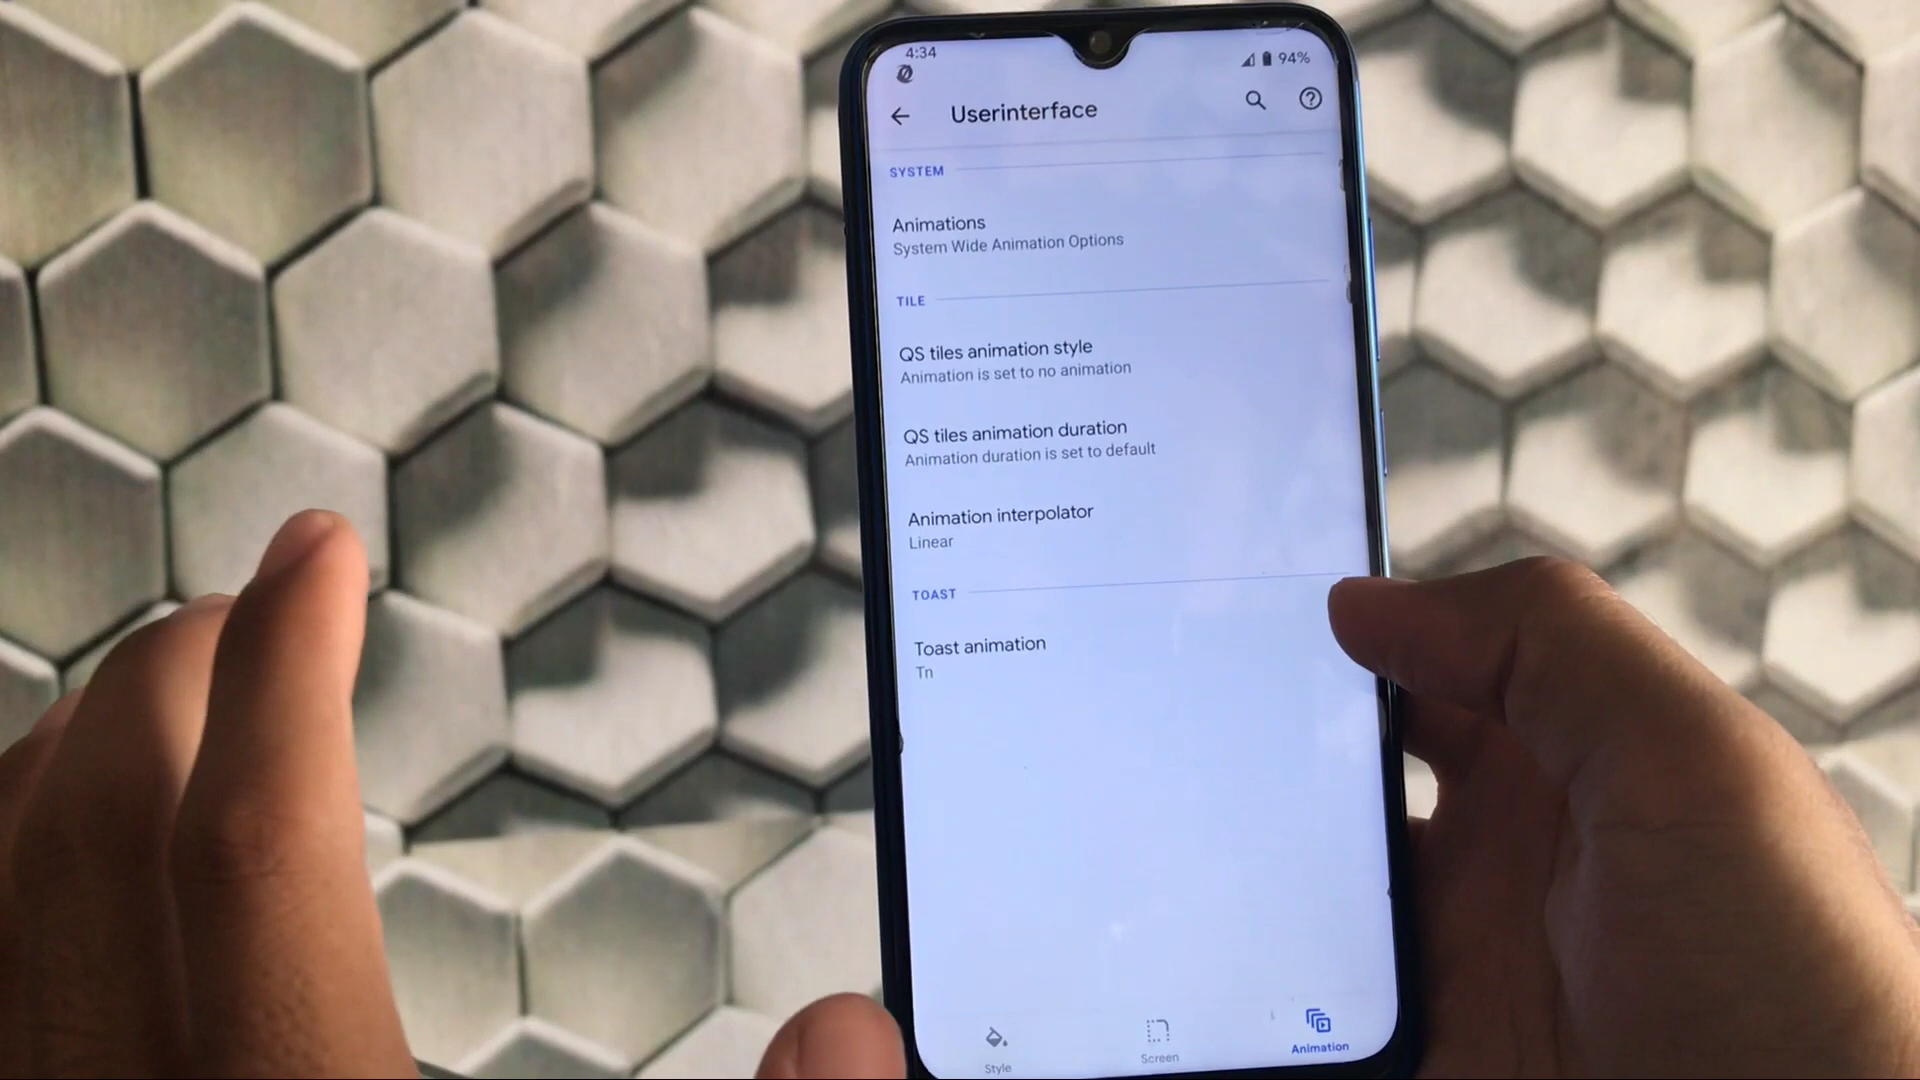 4:34
94%
Userinterface
SYSTEM
Animations
System Wide Animation Options
TILE
QS tiles animation style
Animation is set to no animation
QS tiles animation duration
Animation duration is set to default
Animation interpolator
Linear
TOAST
Toast animation
Tn
Style
Screen
Animation